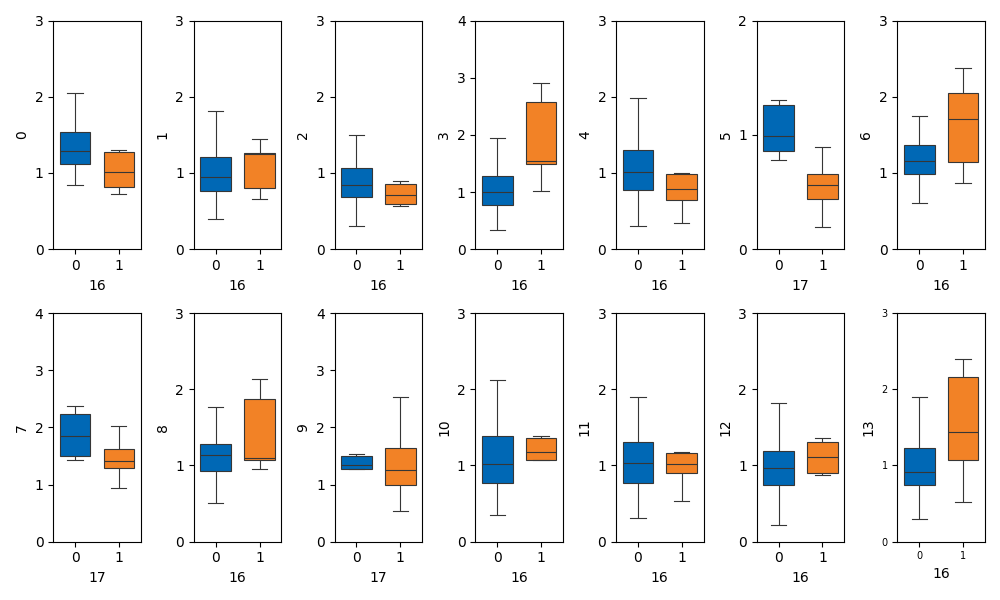 3 3 3 4 3 2 3
3
2 2 2 2 2
2
0 1 2 3 4 5 1 6
1 1 1 1 1
1
0 0 0 0 0 0 0
0 1 0 1 0 1 0 1 0 1 0 1 0 1
16 16 16 16 16 17 16
4 3 4 3 3 3 3
3 3
2 2 2 2 2
2 2
7 8 9 10 11 12 13
1 1 1 1 1
1 1
0 0 0 0 0 0 0
0 1 0 1 0 1 0 1 0 1 0 1 0 1
17 16 17 16 16 16 16